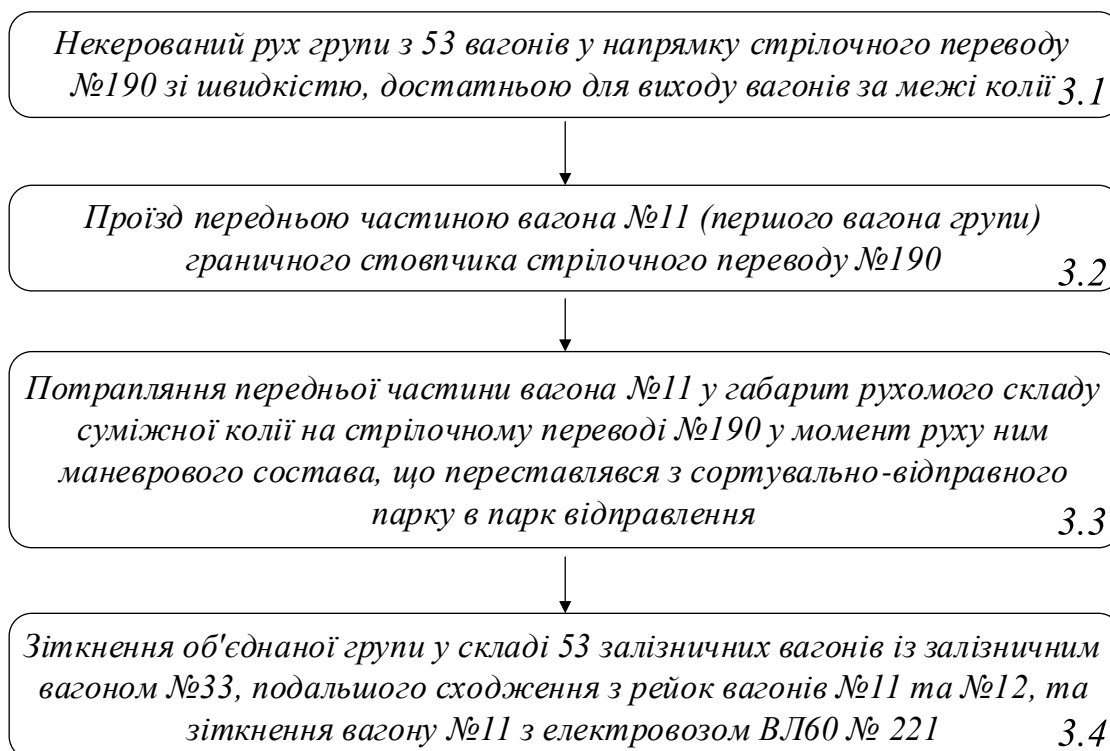 Некерований рух групи з 53 вагонів у напрямку стрілочного переводу
№190 зі швидкістю, достатньою для виходу вагонів за межі колії
3.1
Проїзд передньою частиною вагона №11 (першого вагона групи)
граничного стовпчика стрілочного переводу №190
3.2
Потрапляння передньої частини вагона №11 у габарит рухомого складу
суміжної колії на стрілочному переводі №190 у момент руху ним
маневрового состава, що переставлявся з сортувально-відправного
парку в парк відправлення
3.3
Зіткнення об'єднаної групи у складі 53 залізничних вагонів із залізничним
вагоном №33, подальшого сходження з рейок вагонів №11 та №12, та
зіткнення вагону №11 з електровозом ВЛ60 № 221
3.4